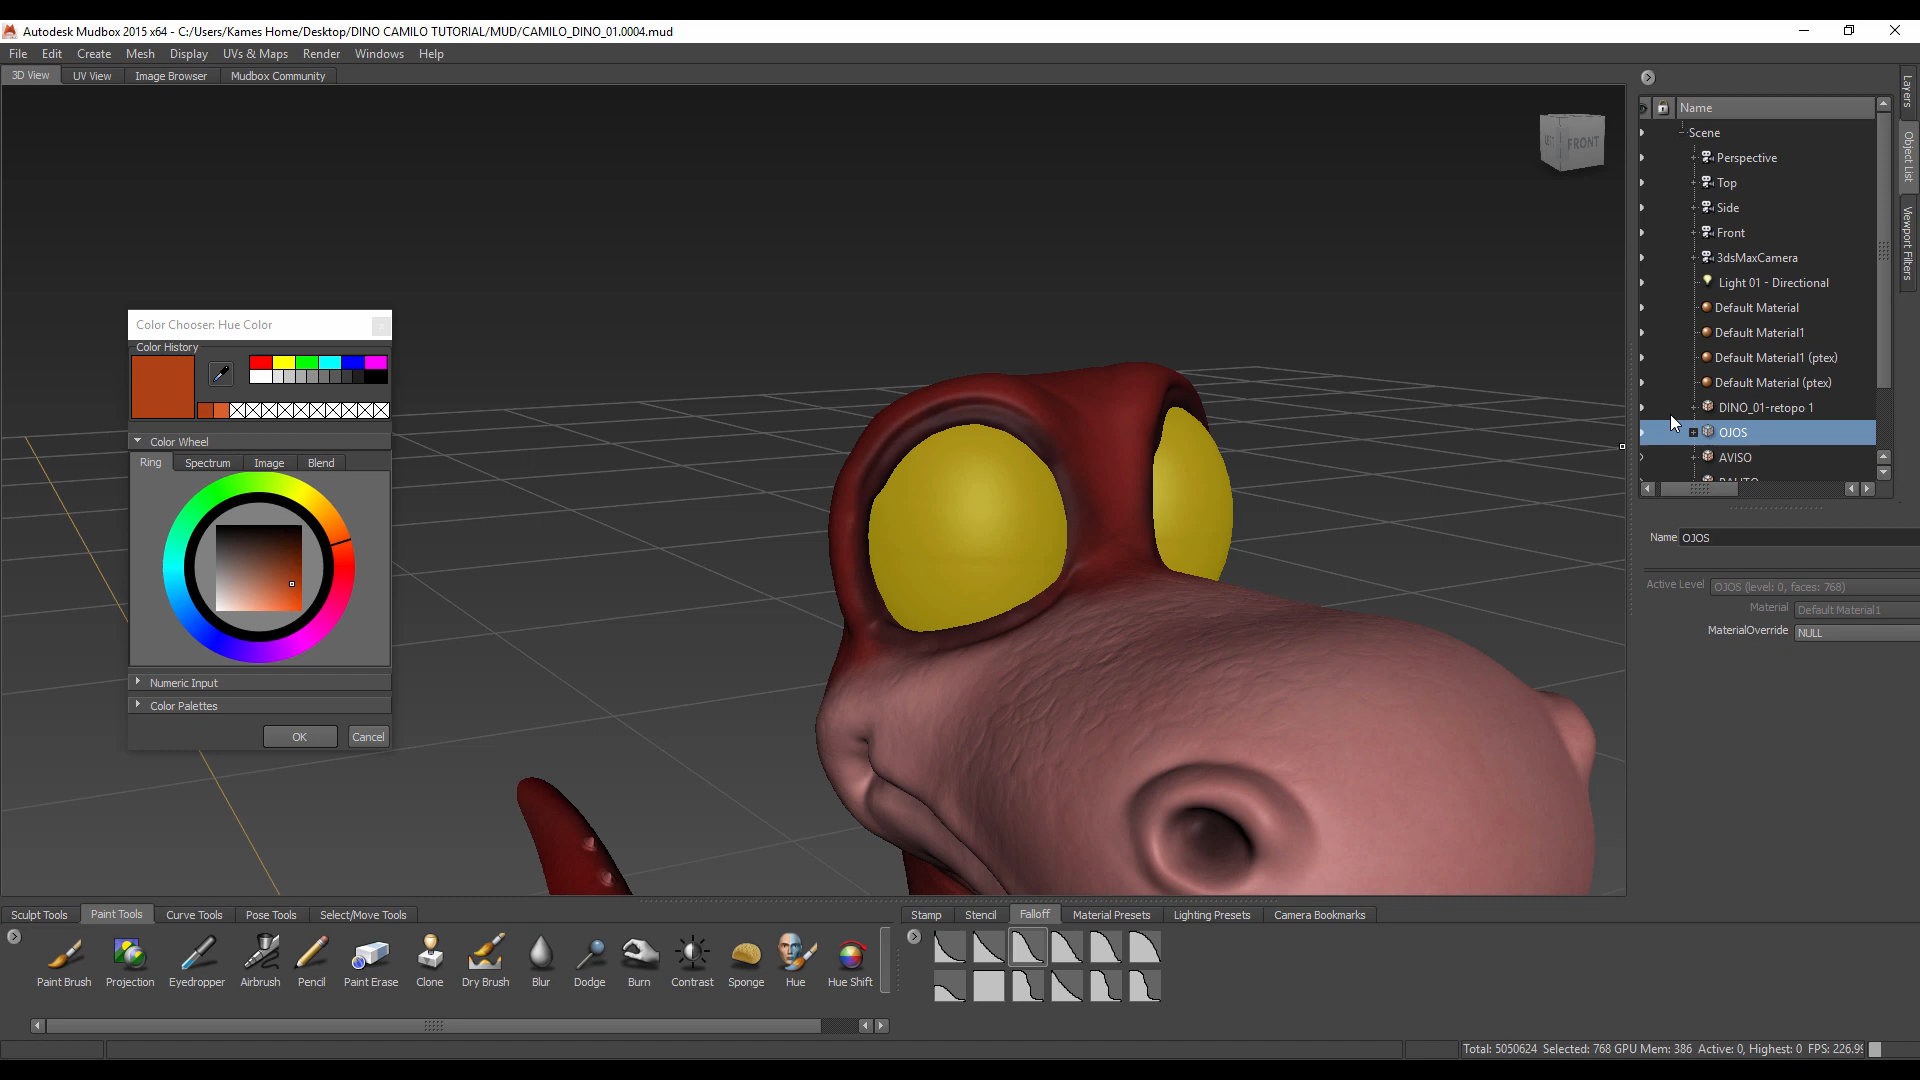 Autodesk Mudbox 2015 x64 - C:/Users/Kames Home/Desktop/DINO CAMILO TUTORIAL/MUD/CAMILO_DINO_01.0004.mud
File Edit Create Mesh Display UVs & Maps Render Windows Help
3D View UV View Image Browser Mudbox Community
LEFT FRONT
Layers
Object List
Viewport Filters
Name
Scene
Perspective
Top
Side
Front
3dsMaxCamera
Light 01 - Directional
Default Material
Default Material1
Default Material1 (ptex)
Default Material (ptex)
DINO_01-retopo 1
OJOS
AVISO
Name OJOS
Active Level OJOS (level: 0, faces: 768)
Material Default Material1
MaterialOverride NULL
Color Chooser: Hue Color
Color History
Color Wheel
Ring Spectrum Image Blend
Numeric Input
Color Palettes
OK Cancel
Sculpt Tools Paint Tools Curve Tools Pose Tools Select/Move Tools
Paint Brush Projection Eyedropper Airbrush Pencil Paint Erase Clone Dry Brush Blur Dodge Burn Contrast Sponge Hue Hue Shift
Stamp Stencil Falloff Material Presets Lighting Presets Camera Bookmarks
Total: 5050624 Selected: 768 GPU Mem: 386 Active: 0, Highest: 0 FPS: 226.99